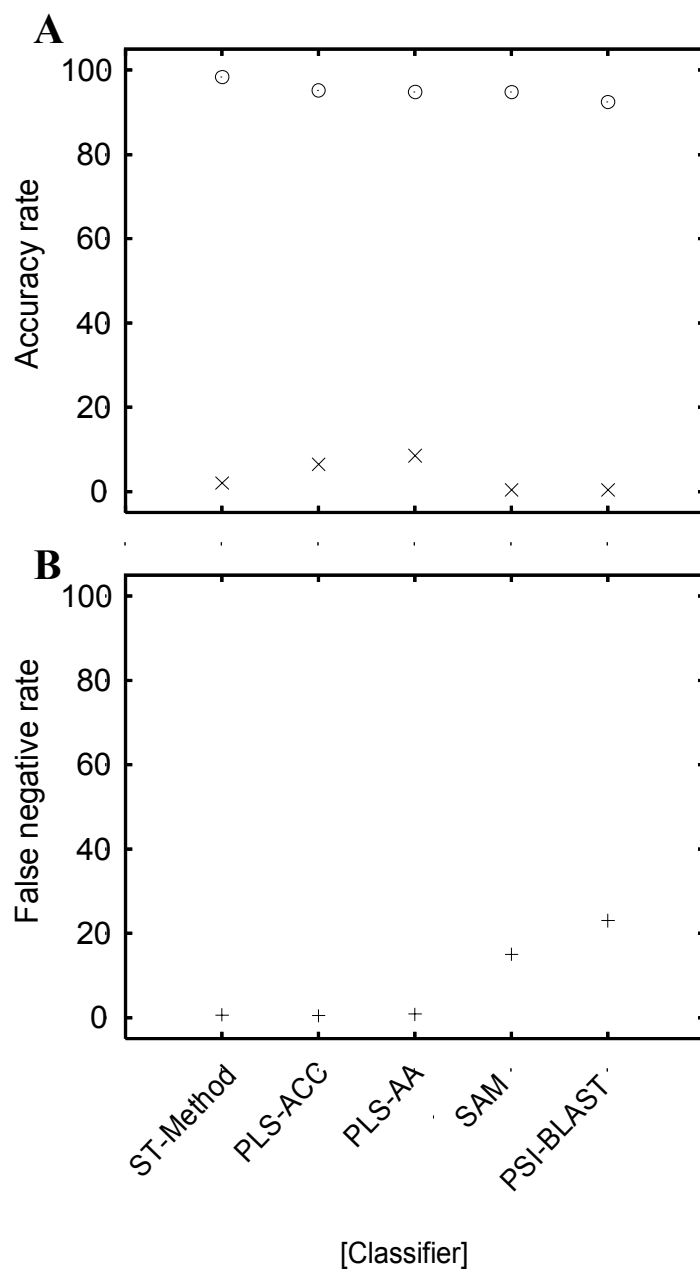 A
100
80
60
40
20
0
Accuracy rate
B
100
80
60
40
20
0
False negative rate
ST-Method
PLS-ACC
PLS-AA
SAM
PSI-BLAST
[Classifier]